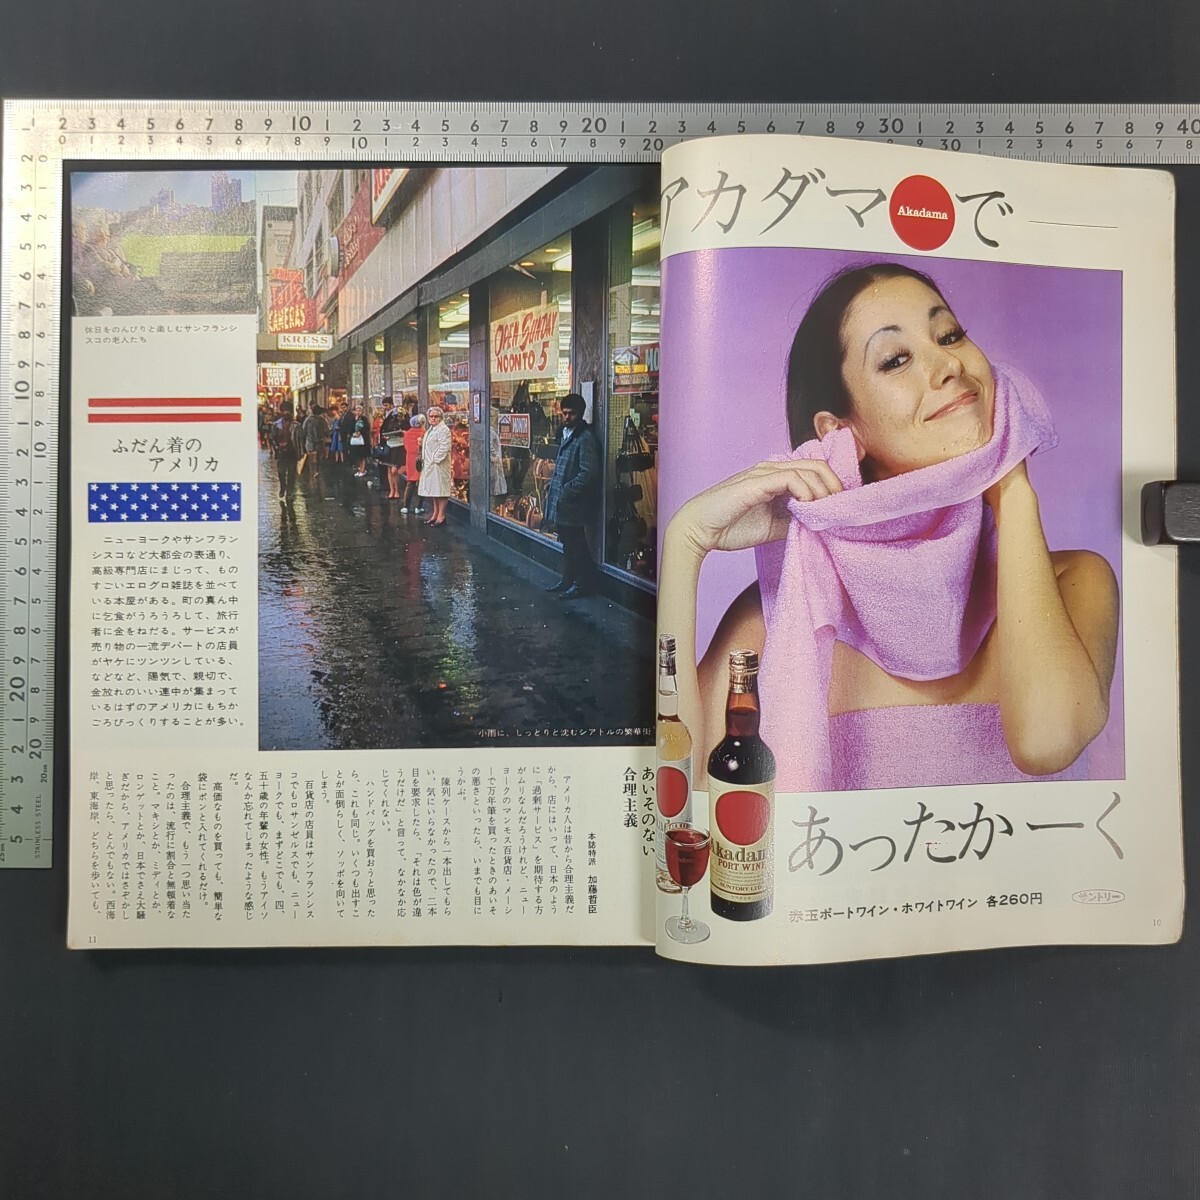 アカダマ
Akadama
で
あったかーく
赤玉ポートワイン・ホワイトワイン 各260円
サントリー
Akadama
PORT WINE
SUNTORY LTD.
10
休日をのんびりと楽しむサンフランシ
スコの老人たち
ふだん着の
アメリカ
ニューヨークやサンフラン
シスコなど大都会の表通り、
高級専門店にまじって、もの
すごいエログロ雑誌を並べて
いる本屋がある。町の真ん中
に乞食がうろうろして、旅行
者に金をねだる。サービスが
売り物の一流デパートの店員
がヤケにツンツンしている、
などなど、陽気で、親切で、
金放れのいい連中が集まって
いるはずのアメリカにもちか
ごろびっくりすることが多い。
KRESS
CAMERAS
OPEN SUNDAY
NOON TO 5
小雨に、しっとりと沈むシアトルの繁華街
あいそのない
合理主義
本誌特派 加藤哲臣
アメリカ人は昔から合理主義だ
から、店にはいって、日本のよう
に「過剰サービス」を期待する方
がムリなんだろうけれど、ニュー
ヨークのマンモス百貨店・メーシ
ーで万年筆を買ったときのあいそ
の悪さといったら、いまでも目に
うかぶ。
陳列ケースから一本出してもら
い、気にいらなかったので、二本
目を要求したら、「それは色が違
うだけだ」と言って、なかなか応
じてくれない。
ハンドバッグを買おうと思った
ら、これも同じ。いくつも出すこ
とが面倒らしく、ソッポを向いて
しまう。
百貨店の店員はサンフランシス
コでもロサンゼルスでも、ニュー
ヨークでも、まずどこでも、四、
五十歳の年輩の女性。もうアイソ
なんか忘れてしまったような感じ
だ。
高価なものを買っても、簡単な
袋にポンと入れてくれるだけ。
合理主義で、もう一つ思い当た
ったのは、流行に割合と無頓着な
こと。マキシとか、ミディとか、
ロンゲットとか、日本でさえ大騒
ぎだから、アメリカではさぞかし
と思ったら、とんでもない。西海
岸、東海岸、どちらを歩いても、
11
STAINLESS STEEL